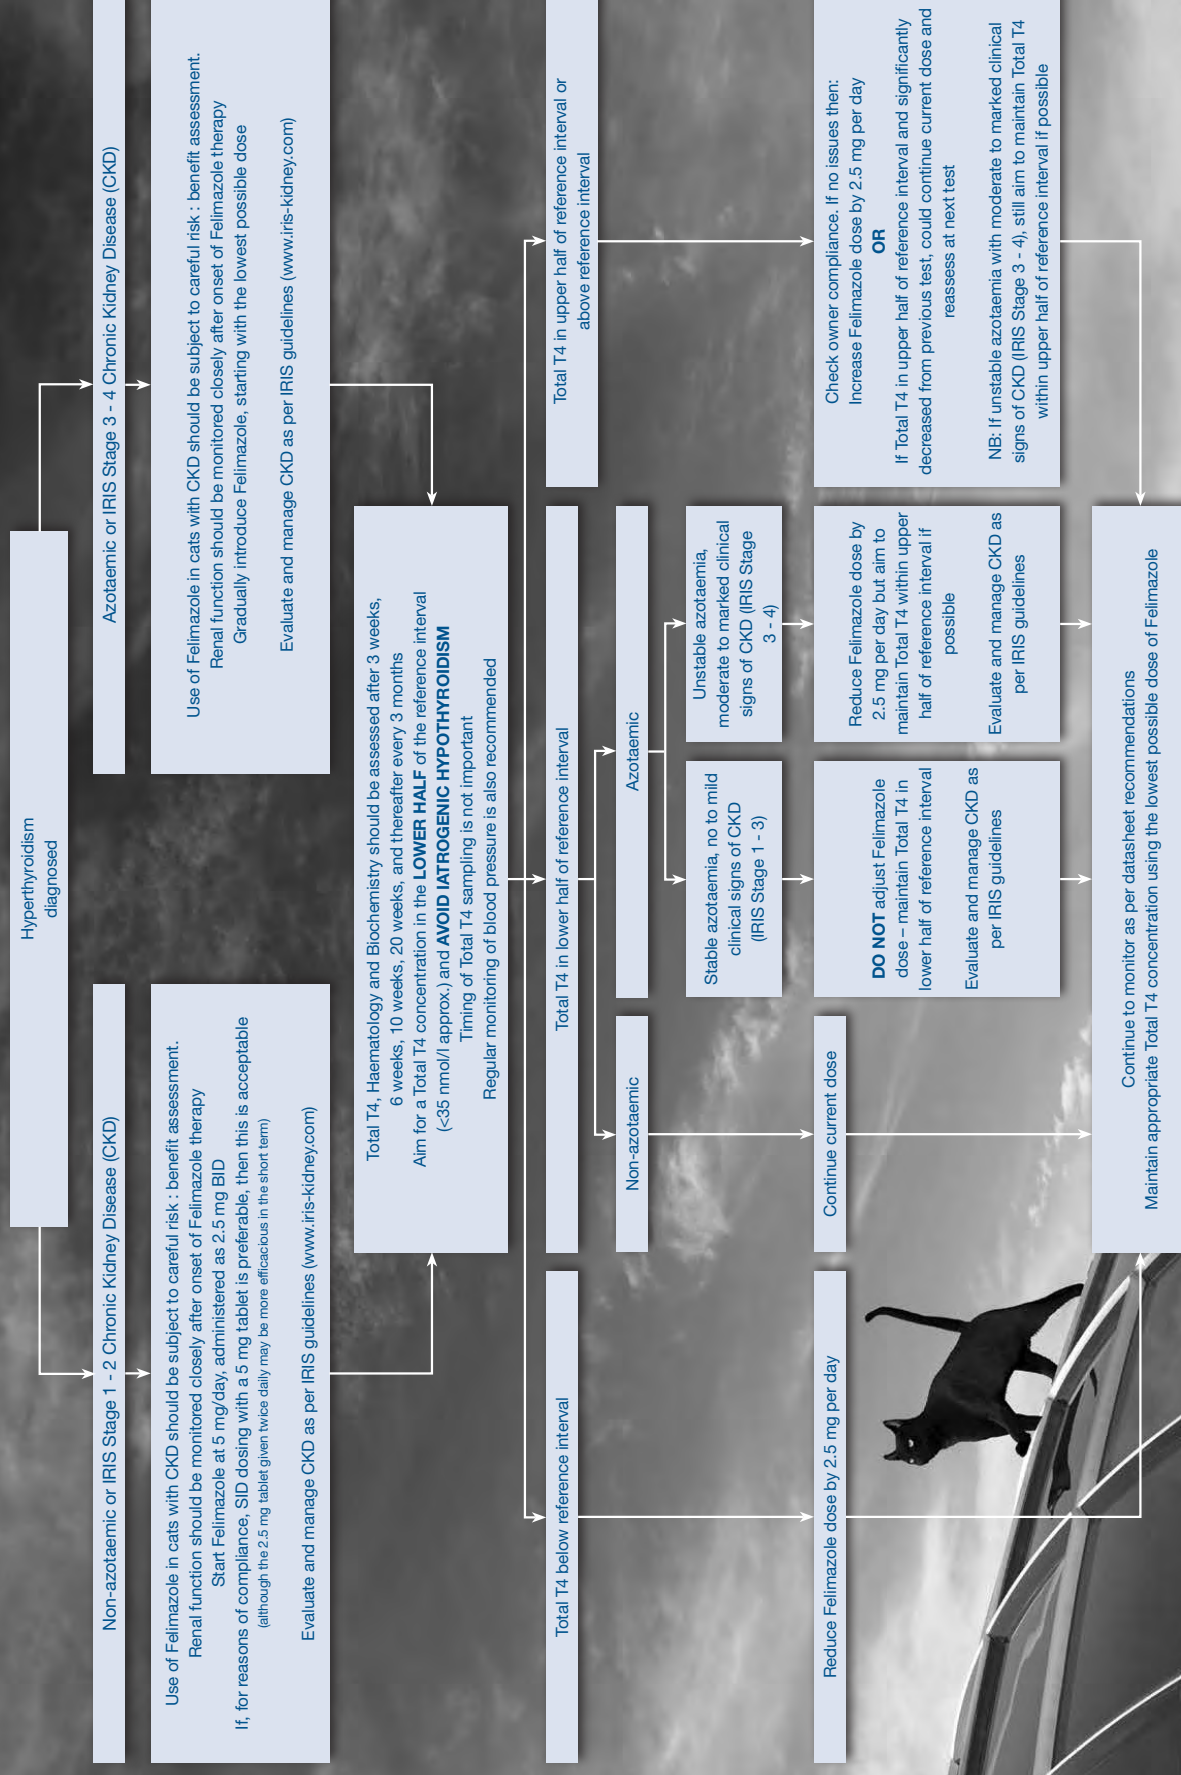 Hyperthyroidism
diagnosed
Non-azotaemic or IRIS Stage 1 - 2 Chronic Kidney Disease (CKD)
Use of Felimazole in cats with CKD should be subject to careful risk : benefit assessment.
Renal function should be monitored closely after onset of Felimazole therapy
Start Felimazole at 5 mg/day, administered as 2.5 mg BID
If, for reasons of compliance, SID dosing with a 5 mg tablet is preferable, then this is acceptable
(although the 2.5 mg tablet given twice daily may be more efficacious in the short term)
Evaluate and manage CKD as per IRIS guidelines (www.iris-kidney.com)
Azotaemic or IRIS Stage 3 - 4 Chronic Kidney Disease (CKD)
Use of Felimazole in cats with CKD should be subject to careful risk : benefit assessment.
Renal function should be monitored closely after onset of Felimazole therapy
Gradually introduce Felimazole, starting with the lowest possible dose
Evaluate and manage CKD as per IRIS guidelines (www.iris-kidney.com)
Total T4, Haematology and Biochemistry should be assessed after 3 weeks,
6 weeks, 10 weeks, 20 weeks, and thereafter every 3 months
Aim for a Total T4 concentration in the LOWER HALF of the reference interval
(<35 nmol/l approx.) and AVOID IATROGENIC HYPOTHYROIDISM
Timing of Total T4 sampling is not important
Regular monitoring of blood pressure is also recommended
Total T4 below reference interval
Total T4 in lower half of reference interval
Total T4 in upper half of reference interval or
above reference interval
Non-azotaemic
Azotaemic
Stable azotaemia, no to mild
clinical signs of CKD
(IRIS Stage 1 - 3)
Unstable azotaemia,
moderate to marked clinical
signs of CKD (IRIS Stage
3 - 4)
Reduce Felimazole dose by 2.5 mg per day
Continue current dose
DO NOT adjust Felimazole
dose – maintain Total T4 in
lower half of reference interval
Evaluate and manage CKD as
per IRIS guidelines
Reduce Felimazole dose by
2.5 mg per day but aim to
maintain Total T4 within upper
half of reference interval if
possible
Evaluate and manage CKD as
per IRIS guidelines
Check owner compliance. If no issues then:
Increase Felimazole dose by 2.5 mg per day
OR
If Total T4 in upper half of reference interval and significantly
decreased from previous test, could continue current dose and
reassess at next test
NB: If unstable azotaemia with moderate to marked clinical
signs of CKD (IRIS Stage 3 - 4), still aim to maintain Total T4
within upper half of reference interval if possible
Continue to monitor as per datasheet recommendations
Maintain appropriate Total T4 concentration using the lowest possible dose of Felimazole